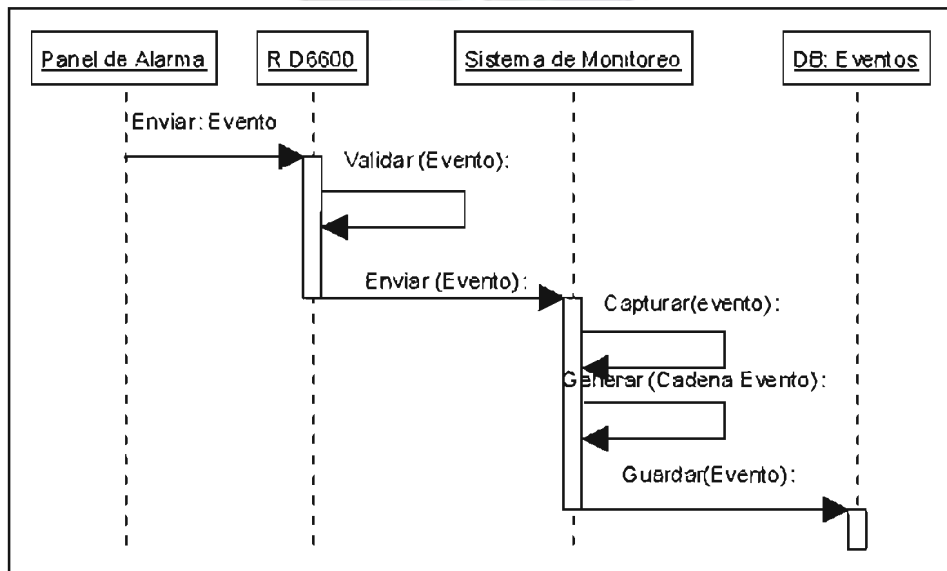 Panel de Alarma
R D6600
Sistema de Monitoreo
DB: Eventos
Enviar: Evento
Validar (Evento):
Enviar (Evento):
Capturar(evento):
Generar (Cadena Evento):
Guardar(Evento):